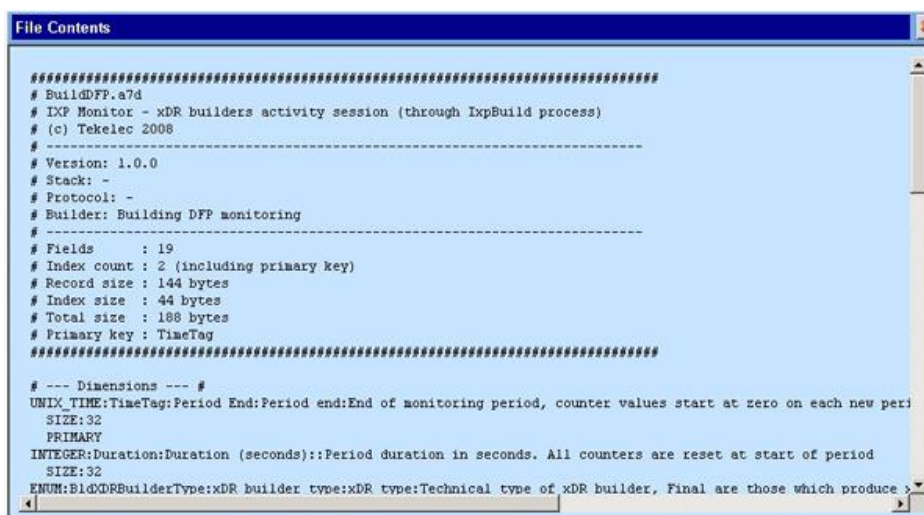 File Contents
################################################################################
# BuildDFP.a7d
# IXP Monitor - xDR builders activity session (through IxpBuild process)
# (c) Tekelec 2008
# ---------------------------------------------------------------------------
# Version: 1.0.0
# Stack: -
# Protocol: -
# Builder: Building DFP monitoring
# ---------------------------------------------------------------------------
# Fields : 19
# Index count : 2 (including primary key)
# Record size : 144 bytes
# Index size : 44 bytes
# Total size : 188 bytes
# Primary key : TimeTag
################################################################################
# --- Dimensions --- #
UNIX_TIME:TimeTag:Period End:Period end:End of monitoring period, counter values start at zero on each new peri
SIZE:32
PRIMARY
INTEGER:Duration:Duration (seconds)::Period duration in seconds. All counters are reset at start of period
SIZE:32
ENUM:BldXDRBuilderType:xDR builder type:xDR type:Technical type of xDR builder, Final are those which produce